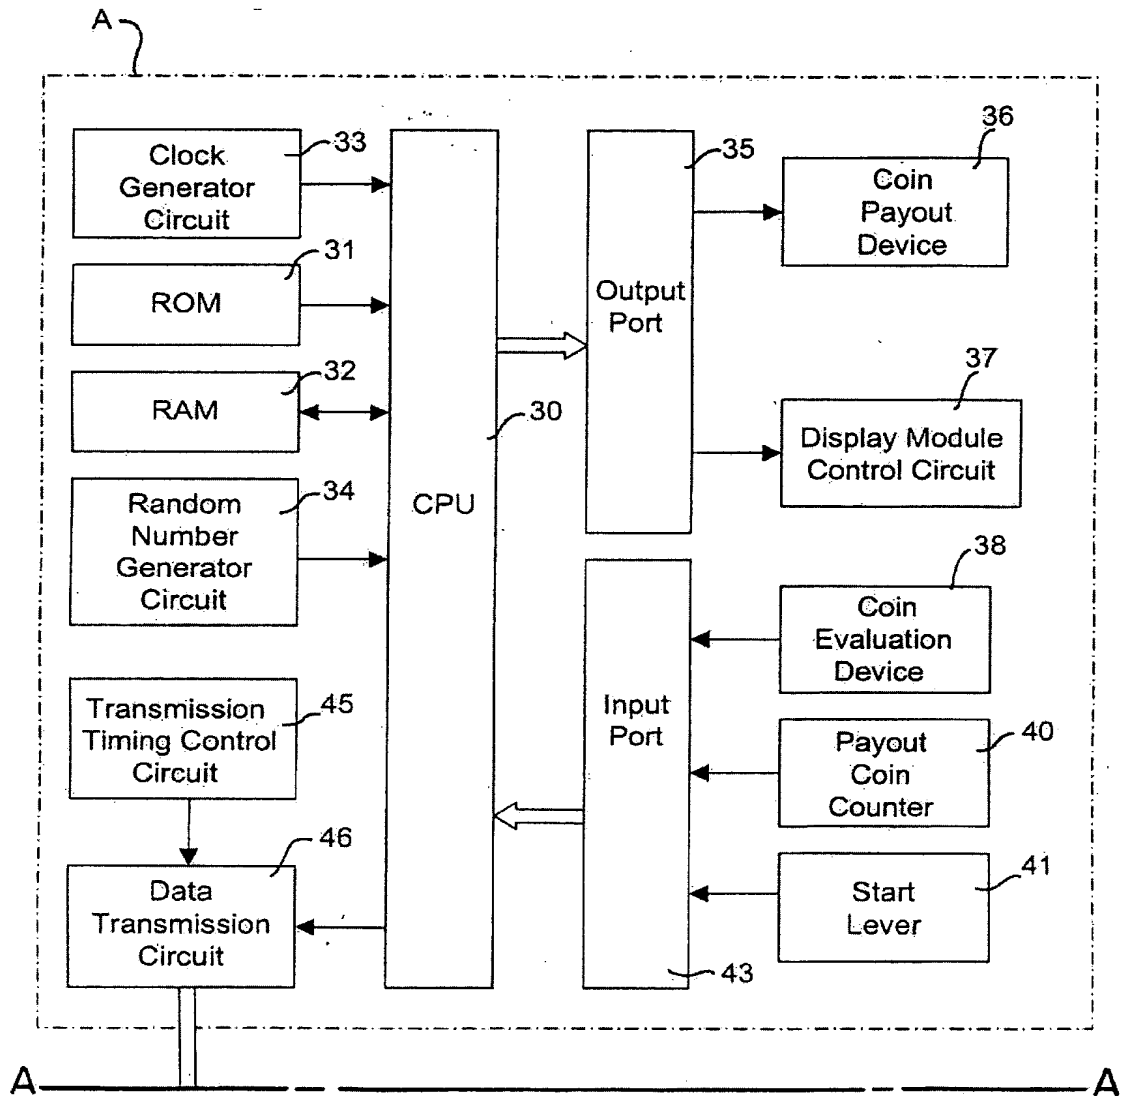 A
Clock
Generator
Circuit
33
ROM
31
RAM
32
Random
Number
Generator
Circuit
34
Transmission
Timing Control
Circuit
45
Data
Transmission
Circuit
46
CPU
30
Output
Port
35
Input
Port
43
Coin
Payout
Device
36
Display Module
Control Circuit
37
Coin
Evaluation
Device
38
Payout
Coin
Counter
40
Start
Lever
41
A
A